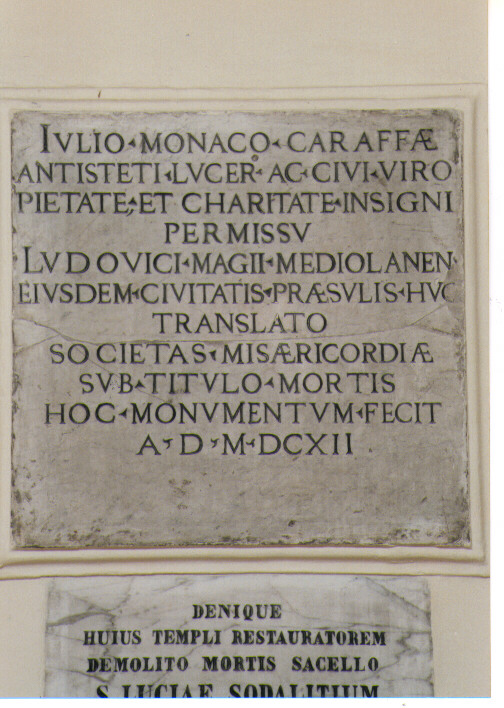 IVLIO·MONACO·CARAFFÆ
ANTISTETI·LVCER·AC·CIVI·VIRO
PIETATE·ET CHARITATE·INSIGNI
PERMISSV
LVDOVICI·MAGII·MEDIOLANEN·
EIVSDEM·CIVITATIS·PRÆSVLIS·HVC
TRANSLATO
SOCIETAS·MISÆRICORDIÆ
SVB·TITVLO·MORTIS
HOC·MONVMENTVM·FECIT
A·D·M·DCXII
DENIQUE
HUIUS TEMPLI RESTAURATOREM
DEMOLITO MORTIS SACELLO
S. LUCIAE SODALITIUM